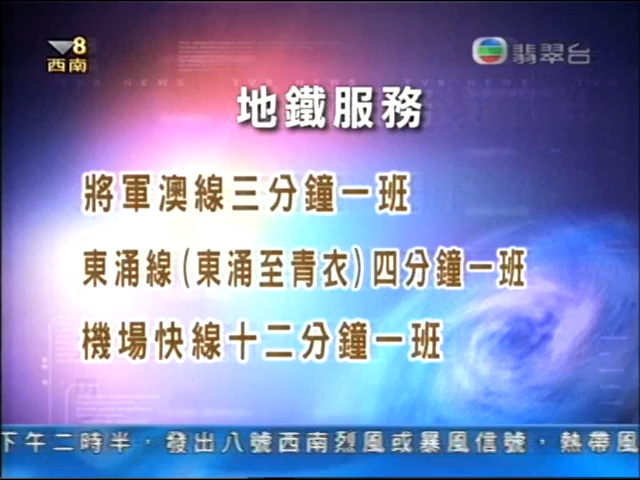 8
西南
翡翠台
TVB NEWS
地鐵服務
將軍澳線三分鐘一班
東涌線(東涌至青衣)四分鐘一班
機場快線十二分鐘一班
下午二時半，發出八號西南烈風或暴風信號，熱帶風